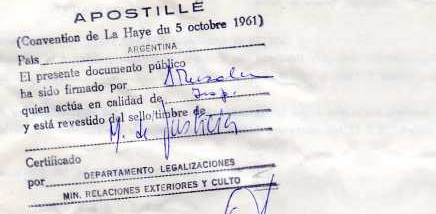 APOSTILLE
(Convention de La Haye du 5 octobre 1961)
País ARGENTINA
El presente documento público
ha sido firmado por
quien actúa en calidad de Insp.
y está revestido del sello/timbre de
M. de Justicia
Certificado
por DEPARTAMENTO LEGALIZACIONES
MIN. RELACIONES EXTERIORES Y CULTO